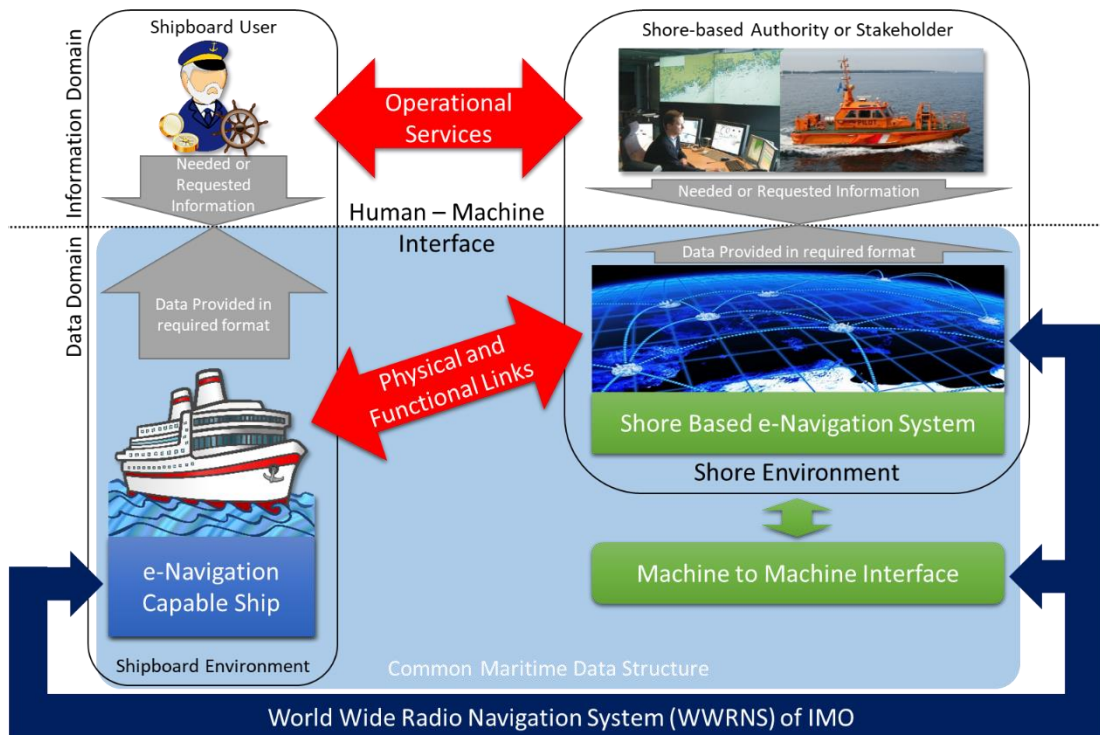 Shipboard User
Shore-based Authority or Stakeholder
Information Domain
Operational
Services
Needed or
Requested
Information
Needed or Requested Information
Human – Machine
Interface
Data Domain
Data Provided in required format
Data Provided in
required format
Physical and
Functional Links
Shore Based e-Navigation System
Shore Environment
e-Navigation
Capable Ship
Machine to Machine Interface
Shipboard Environment
Common Maritime Data Structure
World Wide Radio Navigation System (WWRNS) of IMO